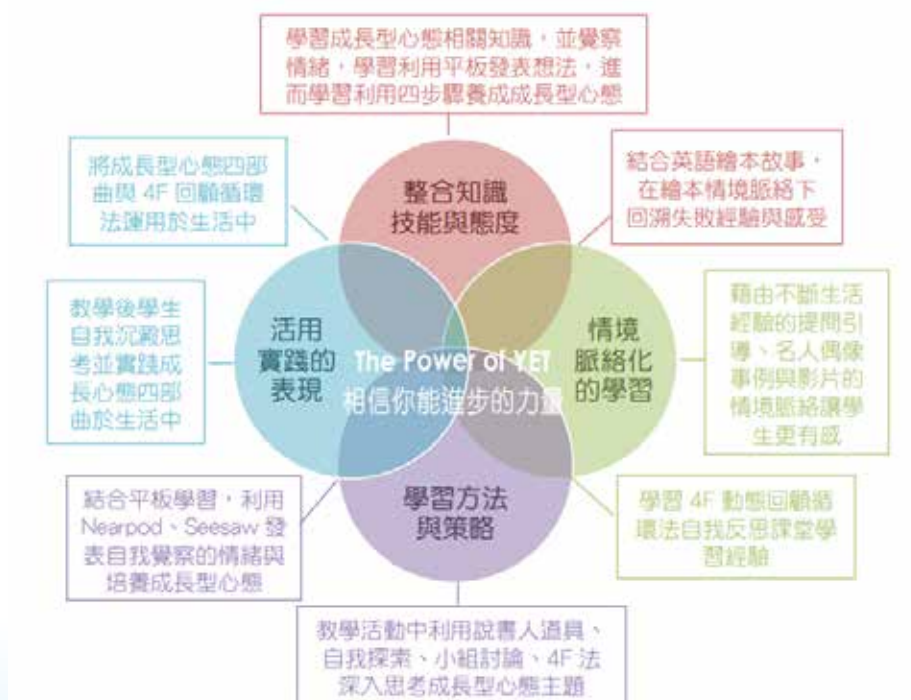 學習成長型心態相關知識，並覺察
情緒，學習利用平板發表想法，進
而學習利用四步驟養成成長型心態
將成長型心態四部
曲與 4F 回顧循環
法運用於生活中
整合知識
技能與態度
結合英語繪本故事，
在繪本情境脈絡下
回溯失敗經驗與感受
教學後學生
自我沉澱思
考並實踐成
長心態四部
曲於生活中
活用
實踐的
表現
The Power of YET
相信你能進步的力量
情境
脈絡化
的學習
藉由不斷生活
經驗的提問引
導、名人偶像
事例與影片的
情境脈絡讓學
生更有感
結合平板學習，利用
Nearpod、Seesaw 發
表自我覺察的情緒與
培養成長型心態
學習方法
與策略
學習 4F 動態回顧循
環法自我反思課堂學
習經驗
教學活動中利用說書人道具、
自我探索、小組討論、4F 法
深入思考成長型心態主題